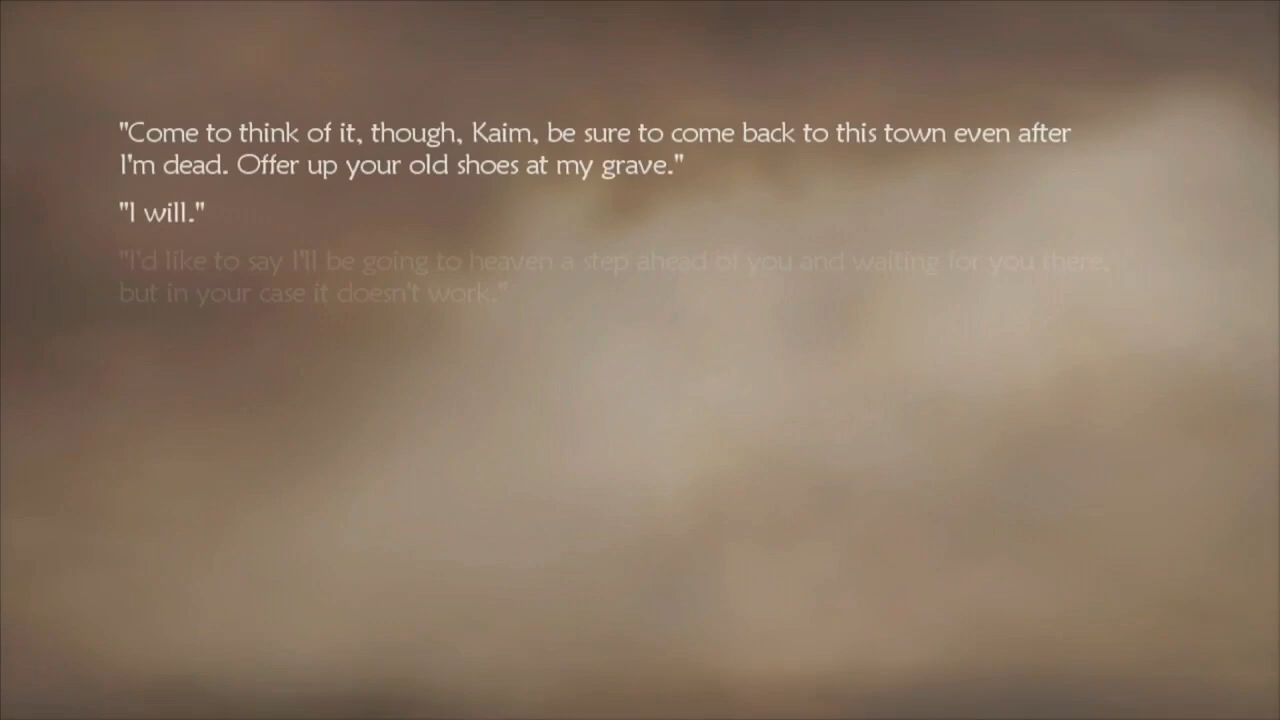 "Come to think of it, though, Kaim, be sure to come back to this town even after
I'm dead. Offer up your old shoes at my grave."
"I will."
"I'd like to say I'll be going to heaven a step ahead of you and waiting for you there,
but in your case it doesn't work."